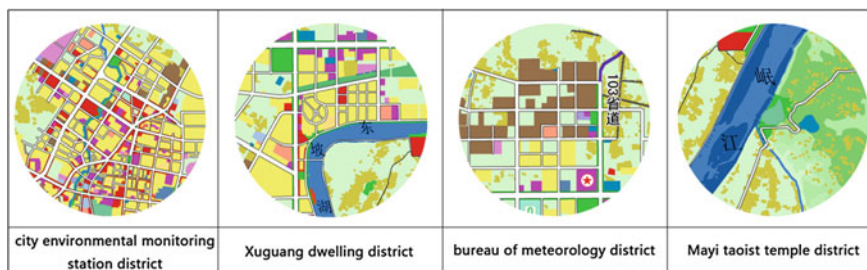 东
坡
湖
103省道
岷
江
city environmental monitoring
station district
Xuguang dwelling district
bureau of meteorology district
Mayi taoist temple district